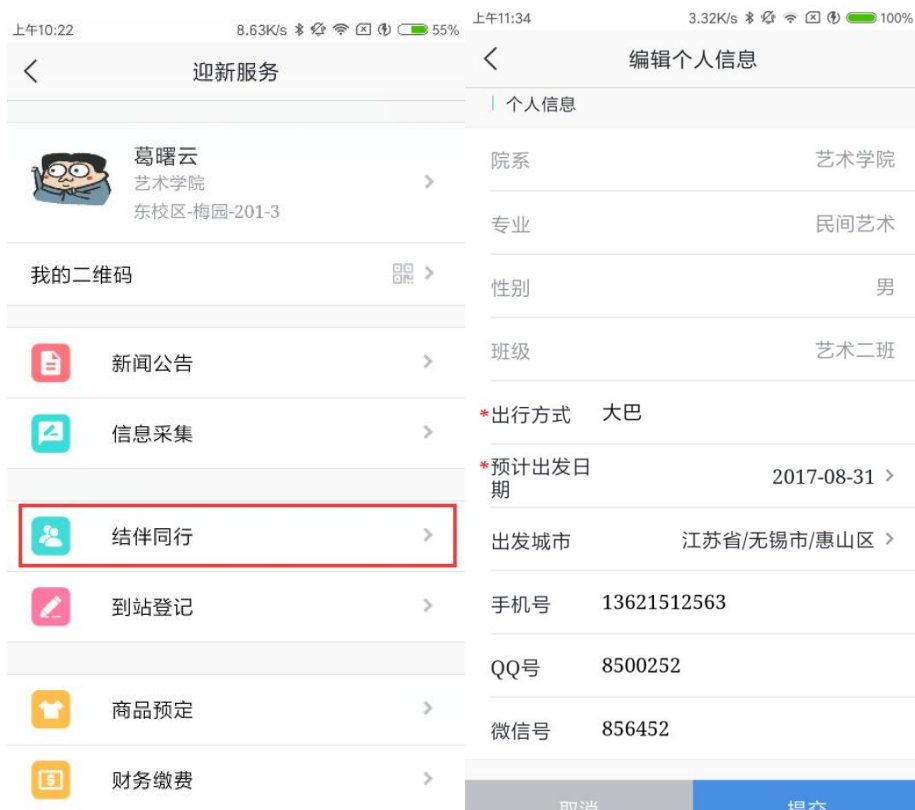 上午10:22
8.63K/s
55%
迎新服务
葛曙云
艺术学院
东校区-梅园-201-3
我的二维码
新闻公告
信息采集
结伴同行
到站登记
商品预定
财务缴费
上午11:34
3.32K/s
100%
编辑个人信息
个人信息
院系 艺术学院
专业 民间艺术
性别 男
班级 艺术二班
*出行方式 大巴
*预计出发日
期 2017-08-31
出发城市 江苏省/无锡市/惠山区
手机号 13621512563
QQ号 8500252
微信号 856452
取消 提交